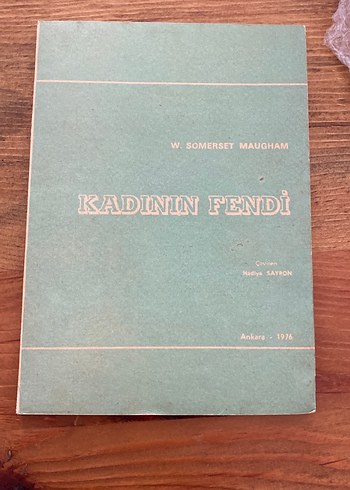 W. SOMERSET MAUGHAM
KADININ FENDİ
Çeviren
Nadiye SAYRON
Ankara - 1976